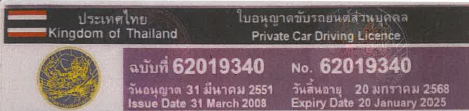 ประเทศไทย
Kingdom of Thailand
ใบอนุญาตขับรถยนต์ส่วนบุคคล
Private Car Driving Licence
ฉบับที่ 62019340 No. 62019340
วันอนุญาต 31 มีนาคม 2551 วันสิ้นอายุ 20 มกราคม 2568
Issue Date 31 March 2008 Expiry Date 20 January 2025